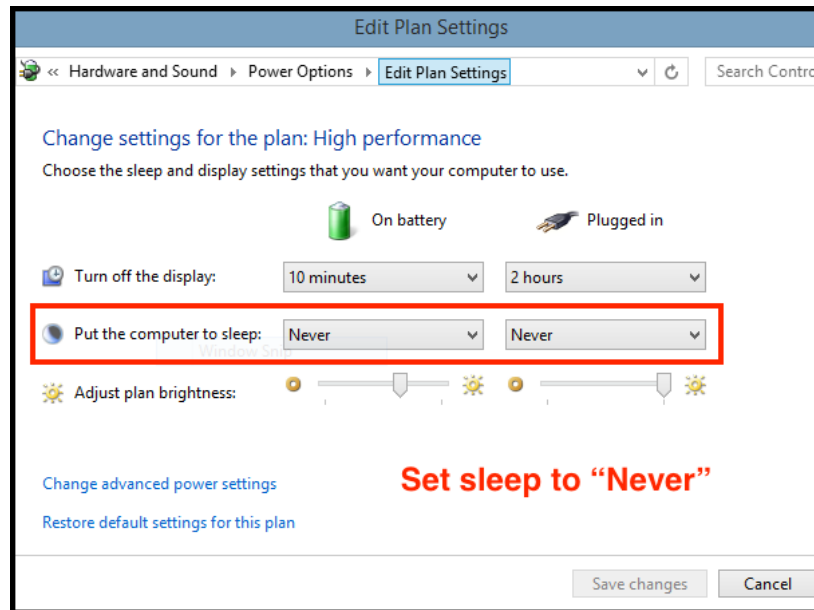 Edit Plan Settings
« Hardware and Sound Power Options Edit Plan Settings Search Contro
Change settings for the plan: High performance
Choose the sleep and display settings that you want your computer to use.
On battery Plugged in
Turn off the display: 10 minutes 2 hours
Put the computer to sleep: Never Never
Window Snip
Adjust plan brightness:
Change advanced power settings
Set sleep to “Never”
Restore default settings for this plan
Save changes Cancel